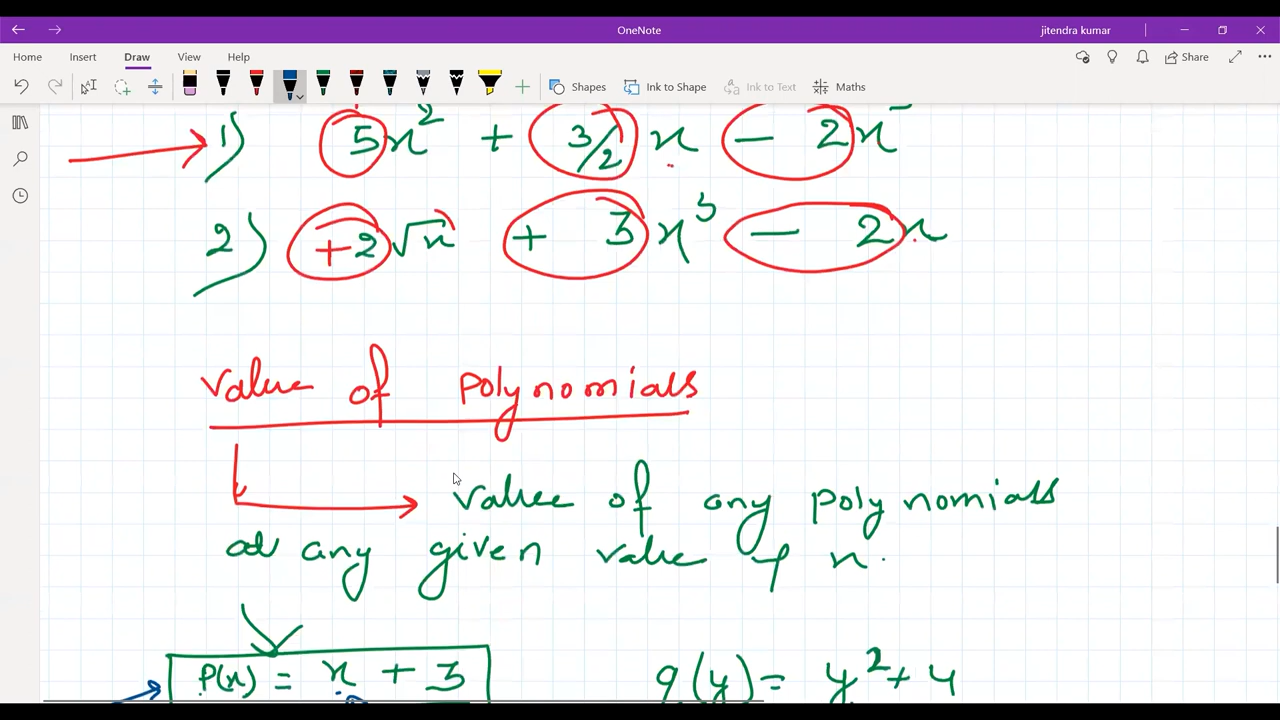 OneNote
jitendra kumar
Home Insert Draw View Help
Share
Shapes Ink to Shape Ink to Text Maths
1) 5x² + 3/2 x - 2x
2) +2√x + 3x³ - 2x
value of polynomials
value of any polynomials
at any given value of x.
P(x) = x + 3
q(y) = y² + 4